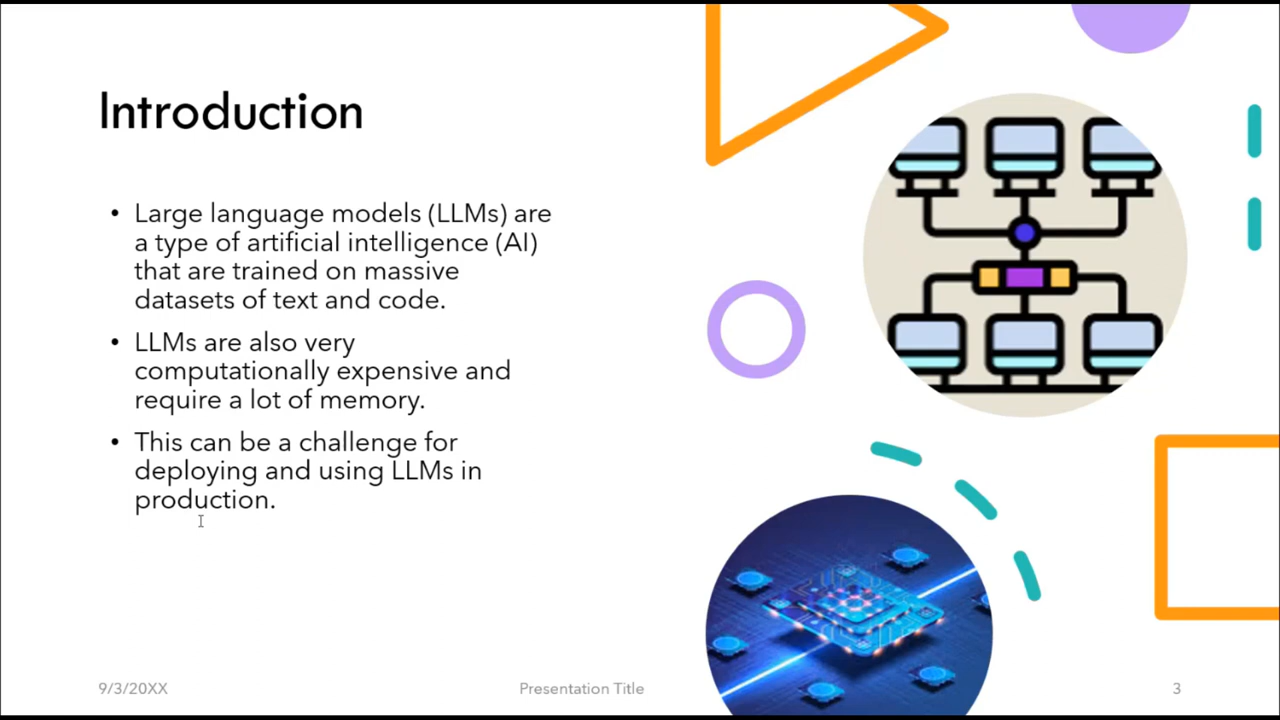 Introduction
• Large language models (LLMs) are
a type of artificial intelligence (AI)
that are trained on massive
datasets of text and code.
• LLMs are also very
computationally expensive and
require a lot of memory.
• This can be a challenge for
deploying and using LLMs in
production.
9/3/20XX
Presentation Title
3